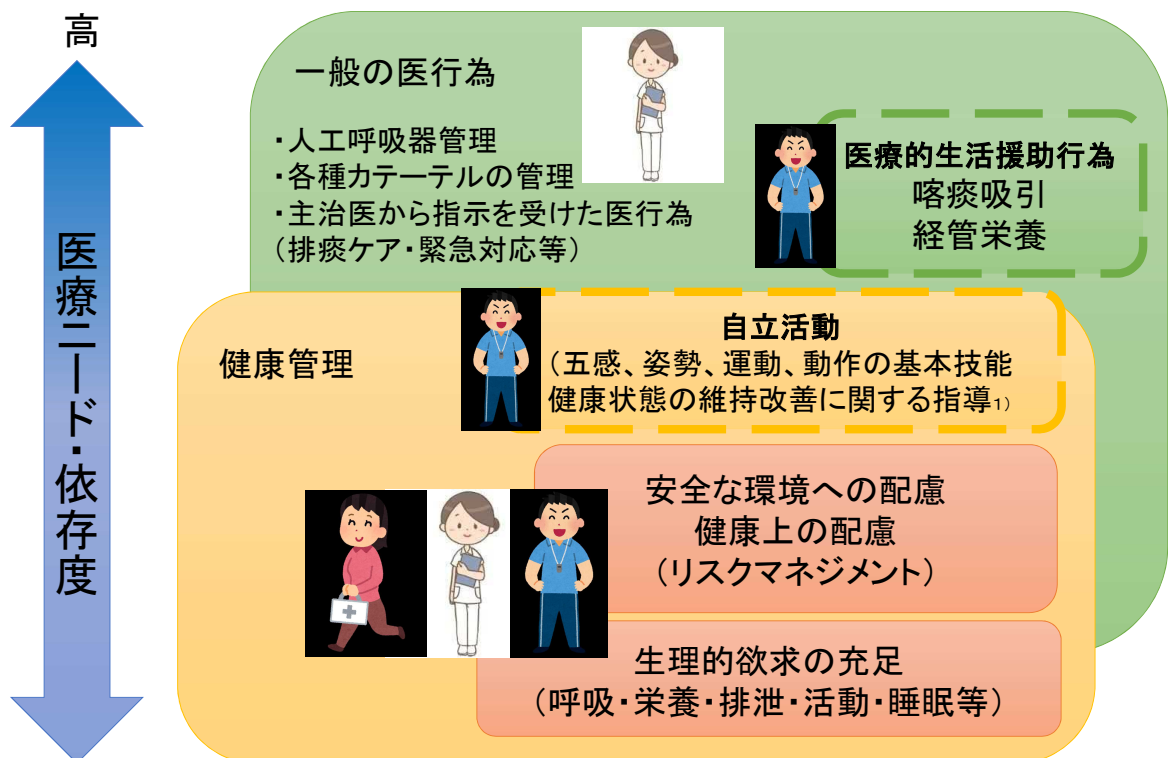 高
医療ニード・依存度
一般の医行為
・人工呼吸器管理
・各種カテーテルの管理
・主治医から指示を受けた医行為
（排痰ケア・緊急対応等）
医療的生活援助行為
喀痰吸引
経管栄養
健康管理
自立活動
（五感、姿勢、運動、動作の基本技能
健康状態の維持改善に関する指導1）
安全な環境への配慮
健康上の配慮
（リスクマネジメント）
生理的欲求の充足
（呼吸・栄養・排泄・活動・睡眠等）